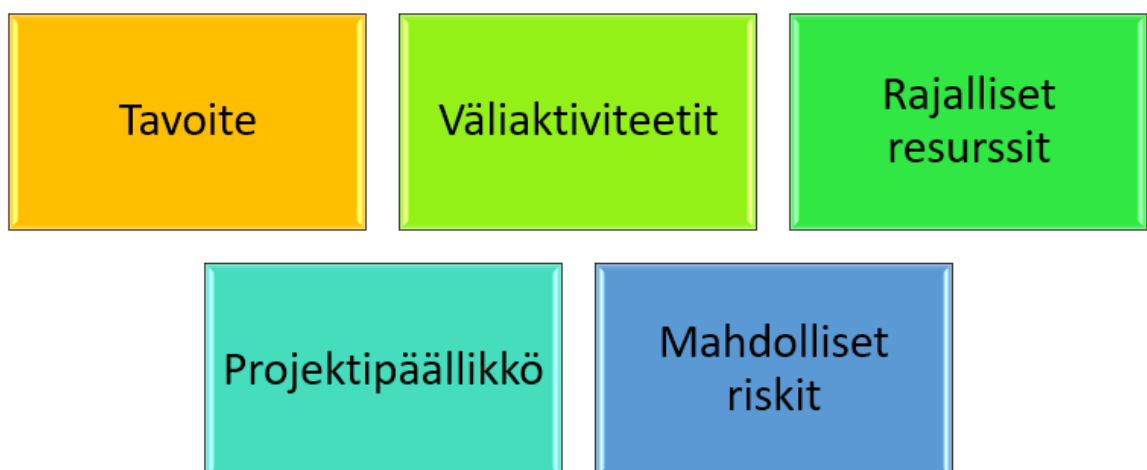 Tavoite
Väliaktiviteetit
Rajalliset
resurssit
Projektipäällikkö
Mahdolliset
riskit